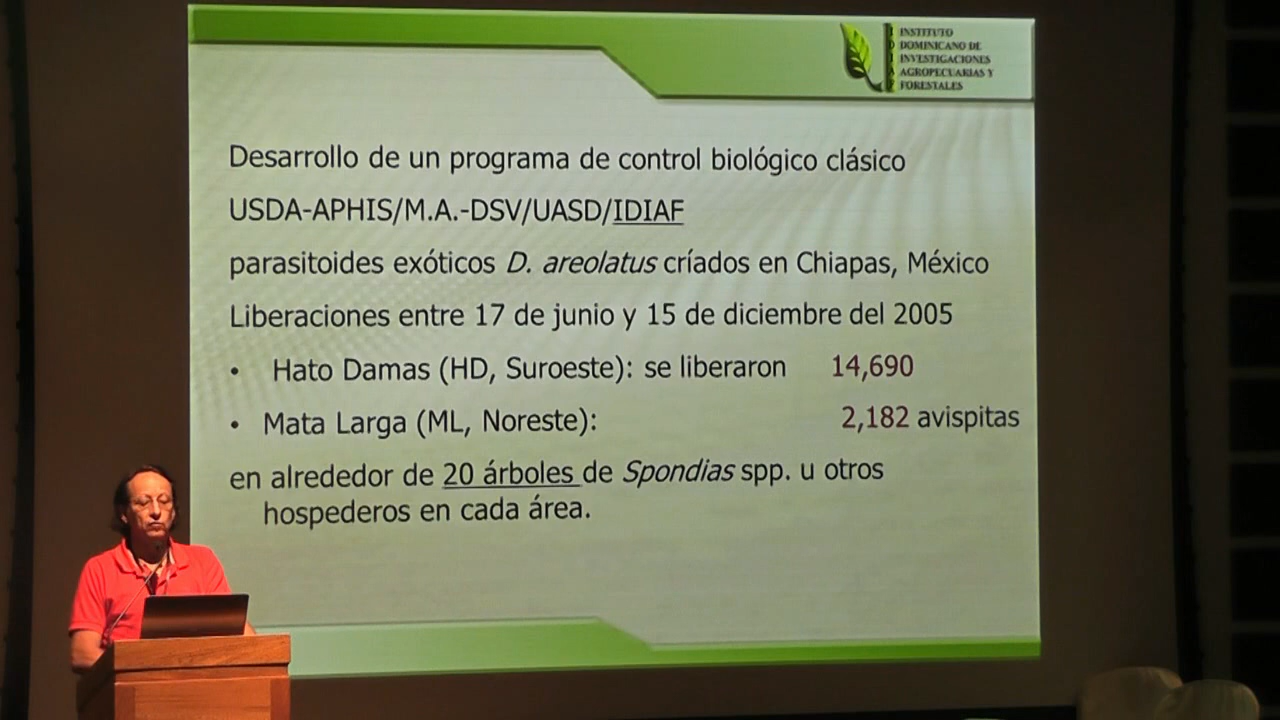 INSTITUTO
DOMINICANO DE
INVESTIGACIONES
AGROPECUARIAS Y
FORESTALES
IDIAF
Desarrollo de un programa de control biológico clásico
USDA-APHIS/M.A.-DSV/UASD/IDIAF
parasitoides exóticos D. areolatus críados en Chiapas, México
Liberaciones entre 17 de junio y 15 de diciembre del 2005
• Hato Damas (HD, Suroeste): se liberaron 14,690
• Mata Larga (ML, Noreste): 2,182 avispitas
en alrededor de 20 árboles de Spondias spp. u otros
hospederos en cada área.